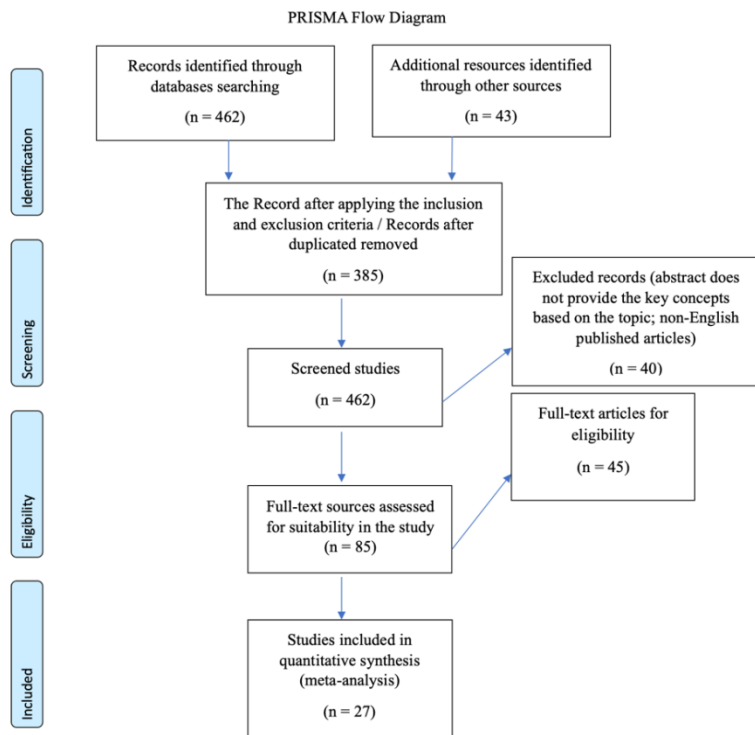 PRISMA Flow Diagram
Records identified through
databases searching
(n = 462)
Additional resources identified
through other sources
(n = 43)
Identification
The Record after applying the inclusion
and exclusion criteria / Records after
duplicated removed
(n = 385)
Excluded records (abstract does
not provide the key concepts
based on the topic; non-English
published articles)
(n = 40)
Screening
Screened studies
(n = 462)
Full-text articles for
eligibility
(n = 45)
Eligibility
Full-text sources assessed
for suitability in the study
(n = 85)
Included
Studies included in
quantitative synthesis
(meta-analysis)
(n = 27)